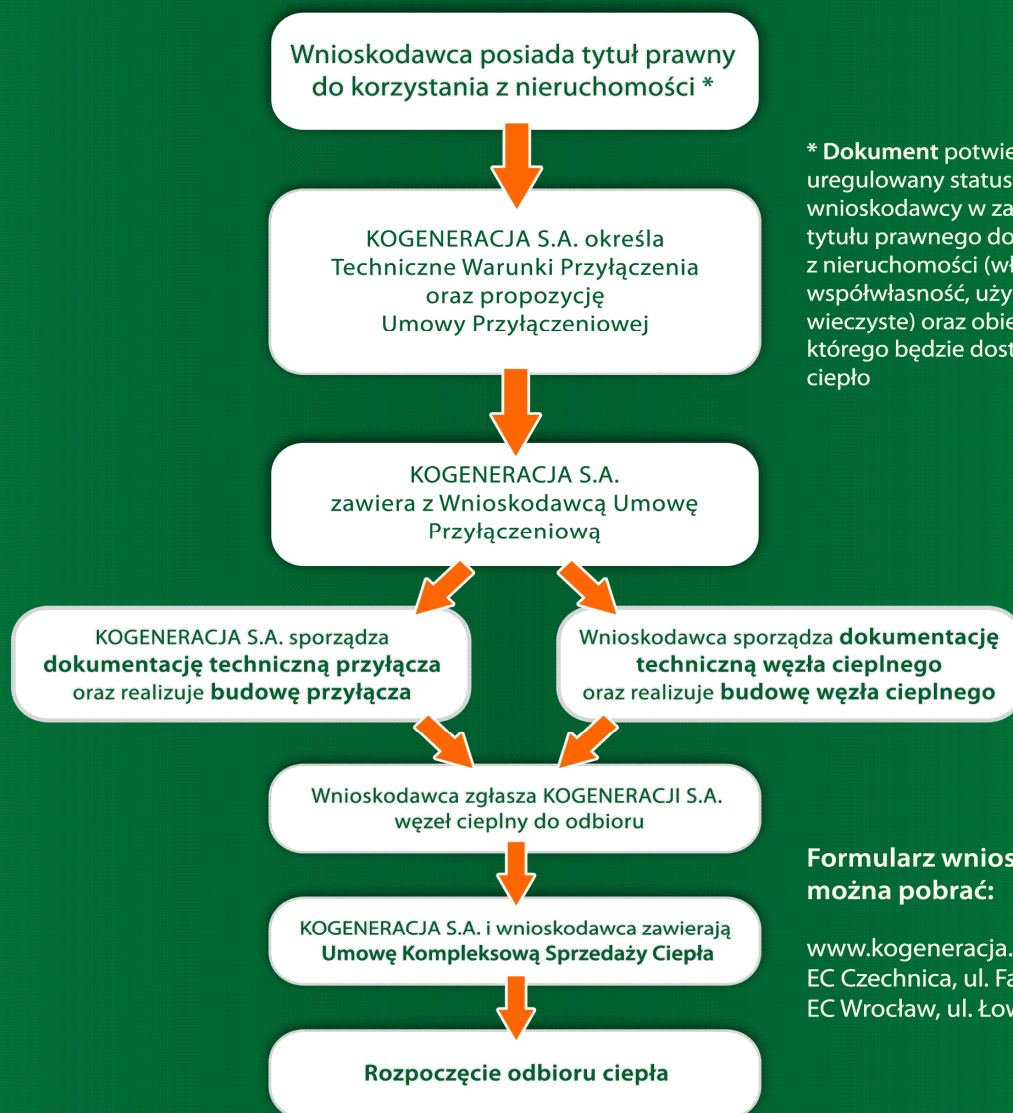 Wnioskodawca posiada tytuł prawny
do korzystania z nieruchomości *
KOGENERACJA S.A. określa
Techniczne Warunki Przyłączenia
oraz propozycję
Umowy Przyłączeniowej
* Dokument
uregulowany status
wnioskodawcy w
tytułu prawnego do
z nieruchomości
współwłasność,
wieczyste) oraz
którego będzie
ciepło
KOGENERACJA S.A.
zawiera z Wnioskodawcą Umowę
Przyłączeniową
KOGENERACJA S.A. sporządza
dokumentację techniczną przyłącza
oraz realizuje budowę przyłącza
Wnioskodawca sporządza dokumentację
techniczną węzła cieplnego
oraz realizuje budowę węzła cieplnego
Wnioskodawca zgłasza KOGENERACJI S.A.
węzeł cieplny do odbioru
KOGENERACJA S.A. i wnioskodawca zawierają
Umowę Kompleksową Sprzedaży Ciepła
Rozpoczęcie odbioru ciepła
Formularz
można pobrać:
www.kogeneracja.
EC Czechnica, ul.
EC Wrocław, ul.